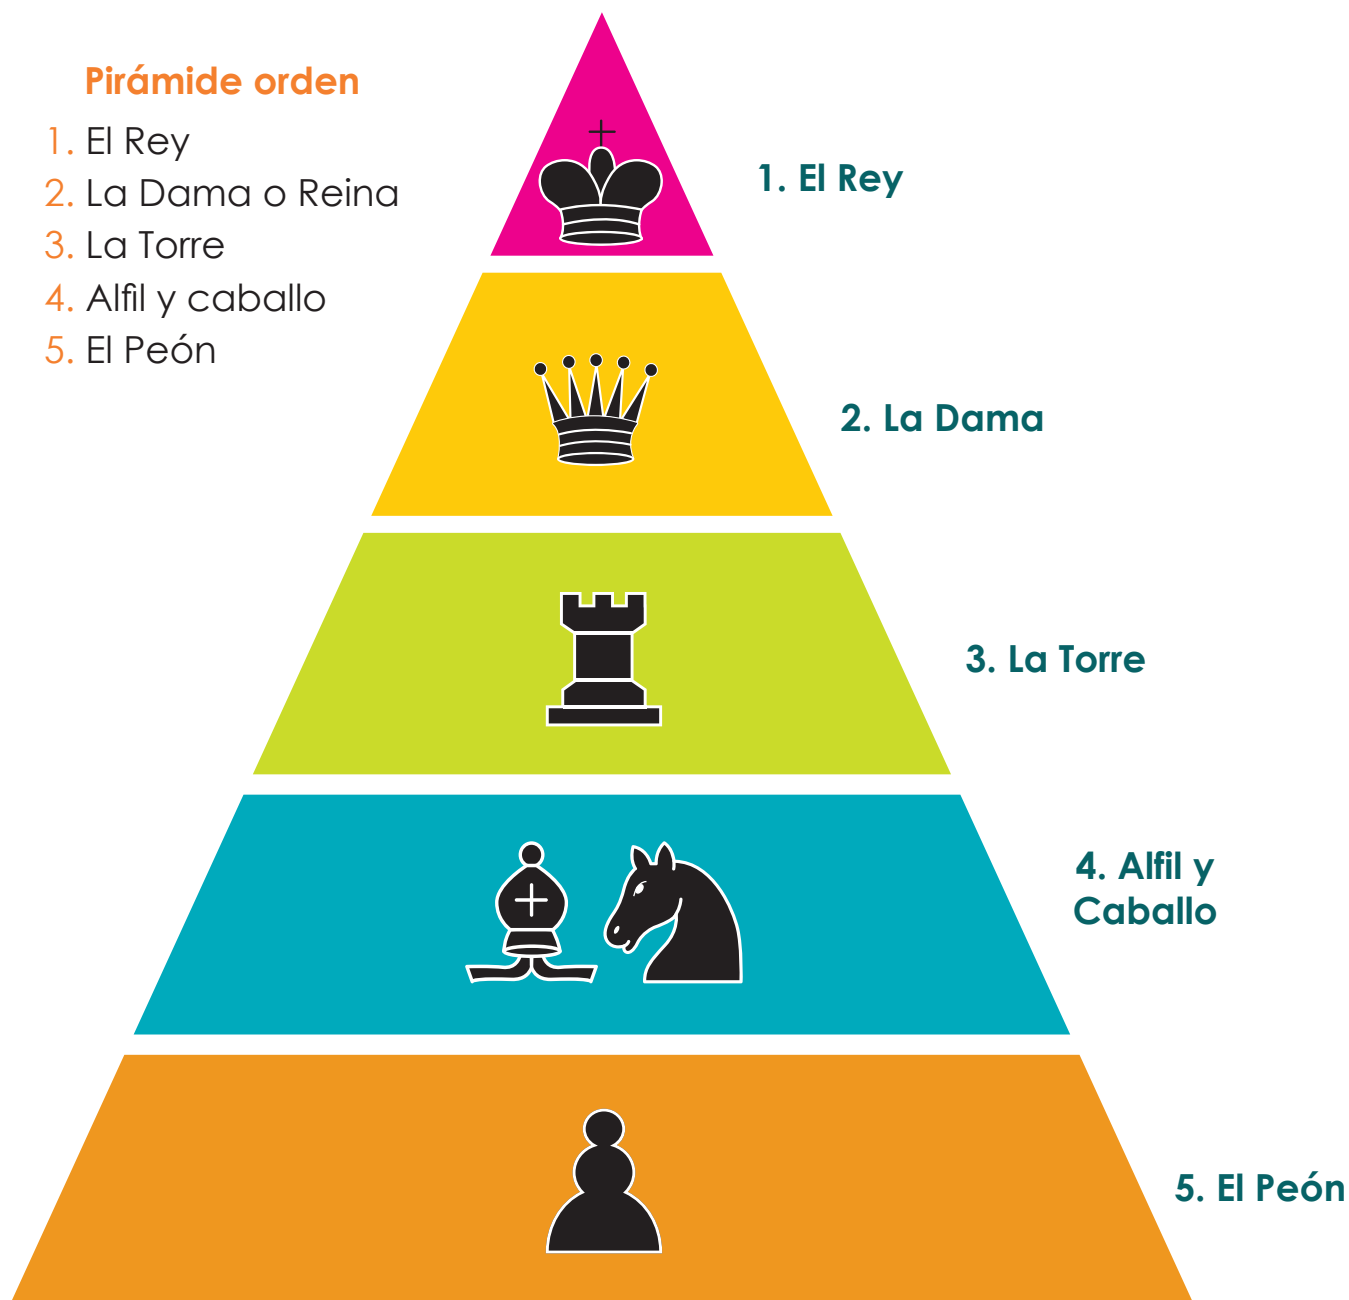 Pirámide orden
1. El Rey
2. La Dama o Reina
3. La Torre
4. Alfil y caballo
5. El Peón
1. El Rey
2. La Dama
3. La Torre
4. Alfil y
Caballo
5. El Peón